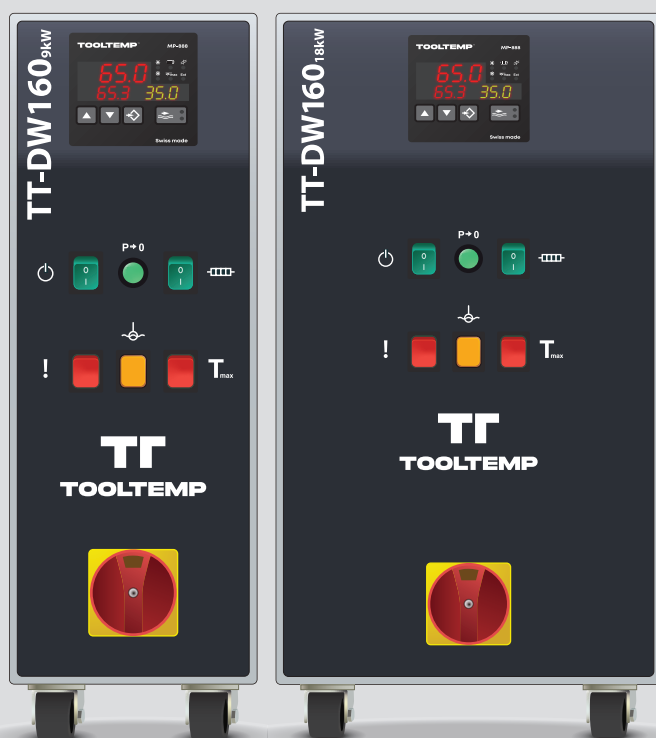 TT-DW160 9kW
TOOLTEMP MP-888
65.0
65.3 35.0
Swiss made
P→0
0 0
I I
!
Tmax
TT
TOOLTEMP
TT-DW160 18kW
TOOLTEMP MP-888
65.0
65.3 35.0
Swiss made
P→0
0 0
I I
!
Tmax
TT
TOOLTEMP